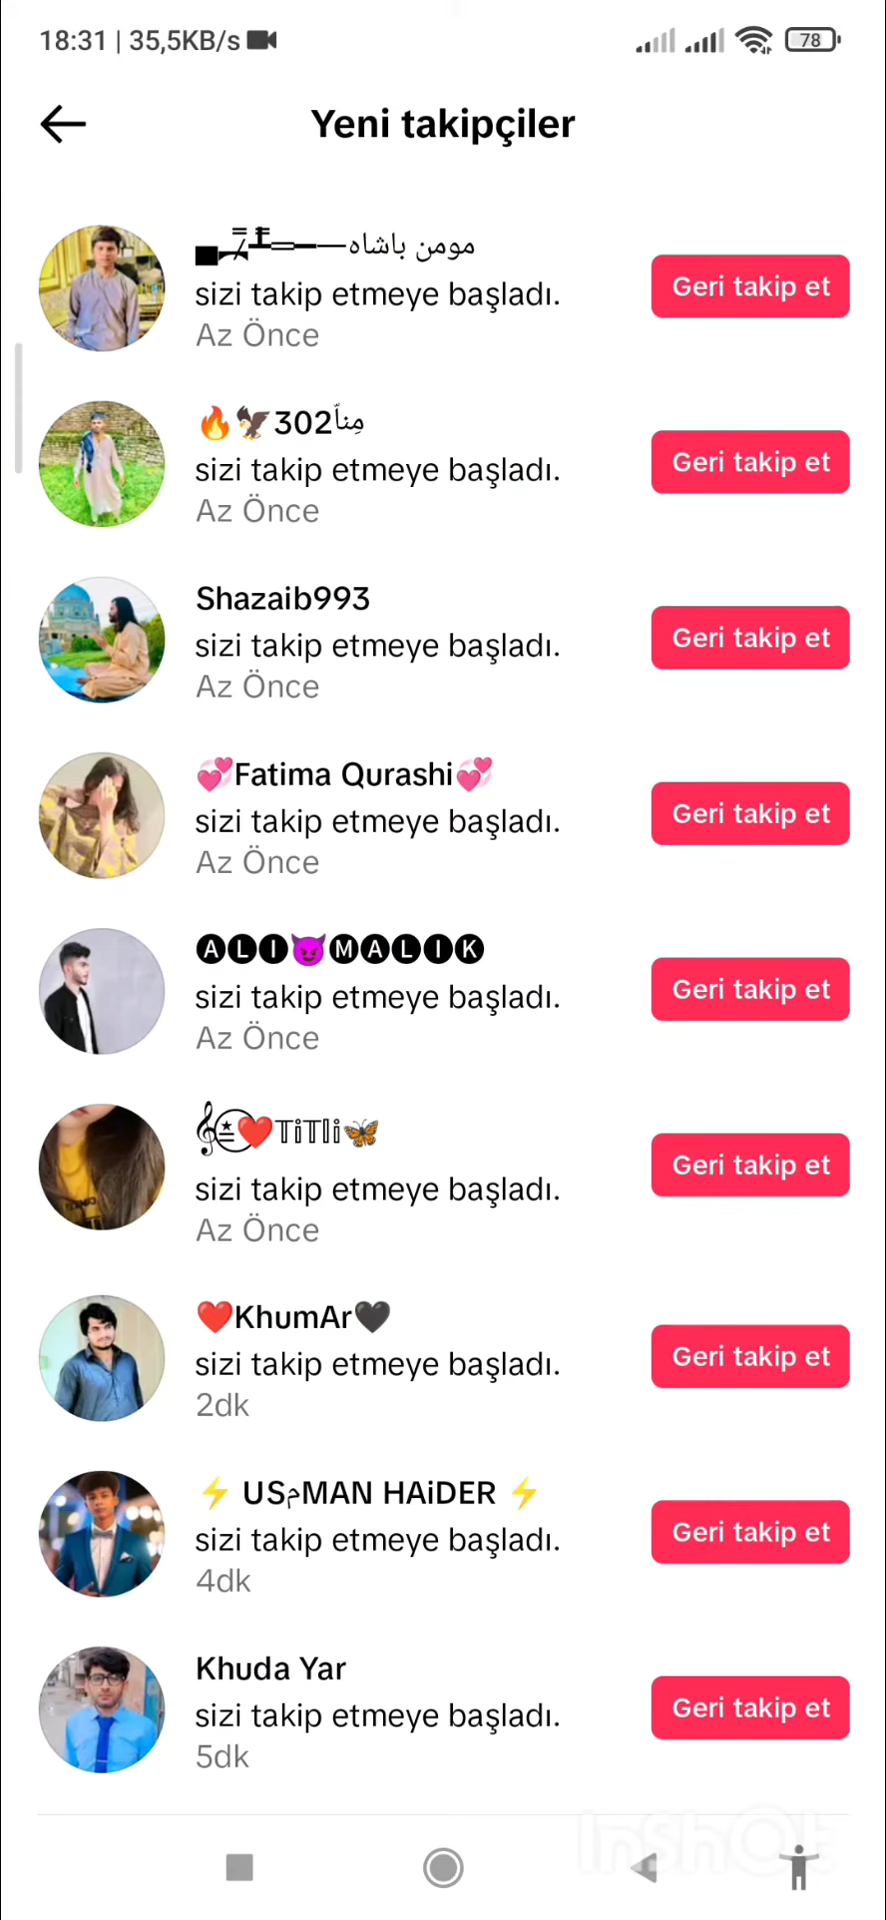 18:31 | 35,5KB/s
78
Yeni takipçiler
مومن باشاه
sizi takip etmeye başladı.
Az Önce
Geri takip et
🔥🦅302مِناّ
sizi takip etmeye başladı.
Az Önce
Geri takip et
Shazaib993
sizi takip etmeye başladı.
Az Önce
Geri takip et
💞Fatima Qurashi💞
sizi takip etmeye başladı.
Az Önce
Geri takip et
🅐🅛🅘😈🅜🅐🅛🅘🅚
sizi takip etmeye başladı.
Az Önce
Geri takip et
❤️TiTli🦋
sizi takip etmeye başladı.
Az Önce
Geri takip et
❤️KhumAr🖤
sizi takip etmeye başladı.
2dk
Geri takip et
⚡ USمMAN HAiDER ⚡
sizi takip etmeye başladı.
4dk
Geri takip et
Khuda Yar
sizi takip etmeye başladı.
5dk
Geri takip et
InShOt